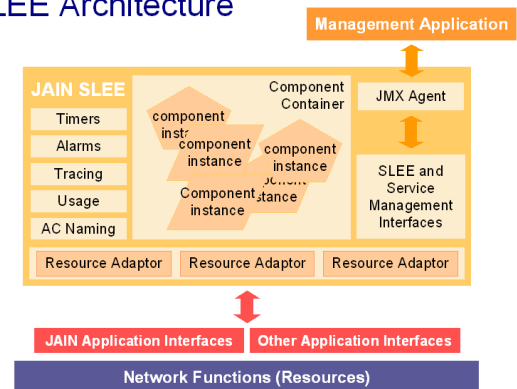 LEE Architecture
Management Application
JAIN SLEE
Timers
Alarms
Tracing
Usage
AC Naming
Component
Container
component
component
instance
component
instance
Component
instance
JMX Agent
SLEE and
Service
Management
Interfaces
Resource Adaptor
Resource Adaptor
Resource Adaptor
JAIN Application Interfaces
Other Application Interfaces
Network Functions (Resources)